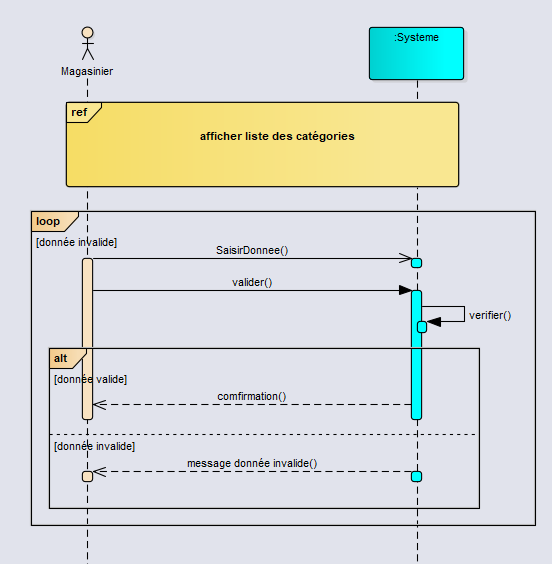 :Systeme
Magasinier
ref
afficher liste des catégories
loop
[donnée invalide]
SaisirDonnee()
valider()
verifier()
alt
[donnée valide]
comfirmation()
[donnée invalide]
message donnée invalide()